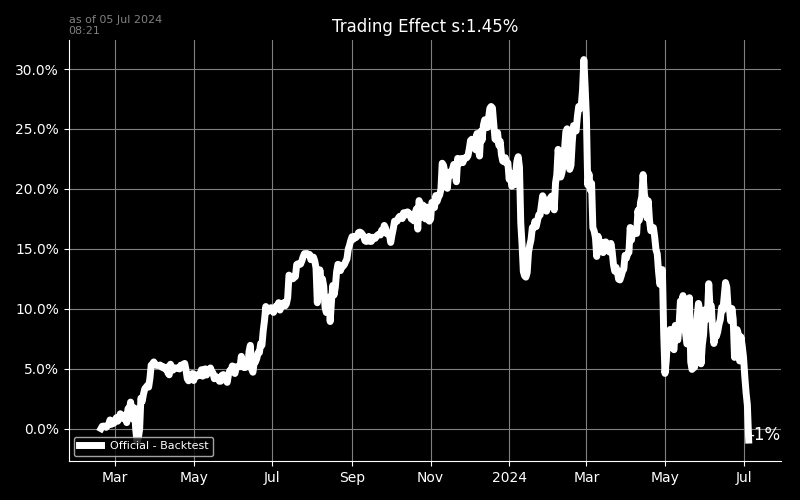 as of 05 Jul 2024
08:21
Trading Effect s:1.45%
30.0%
25.0%
20.0%
15.0%
10.0%
5.0%
0.0%
-1%
Official - Backtest
Mar May Jul Sep Nov 2024 Mar May Jul